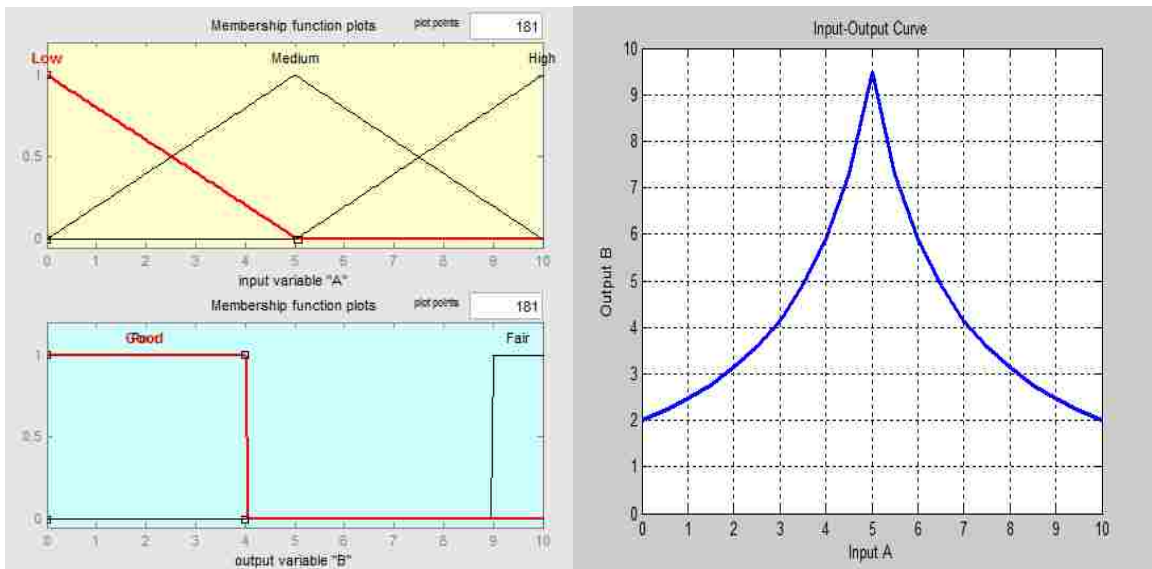 Membership function plots plot points 181
Low Medium High
1
0.5
0
0 1 2 3 4 5 6 7 8 9 10
input variable "A"
Membership function plots plot points 181
Fair
1
0.5
0
0 1 2 3 4 5 6 7 8 9 10
output variable "B"
Input-Output Curve
10
9
8
7
6
5
4
3
2
1
0
Output B
0 1 2 3 4 5 6 7 8 9 10
Input A